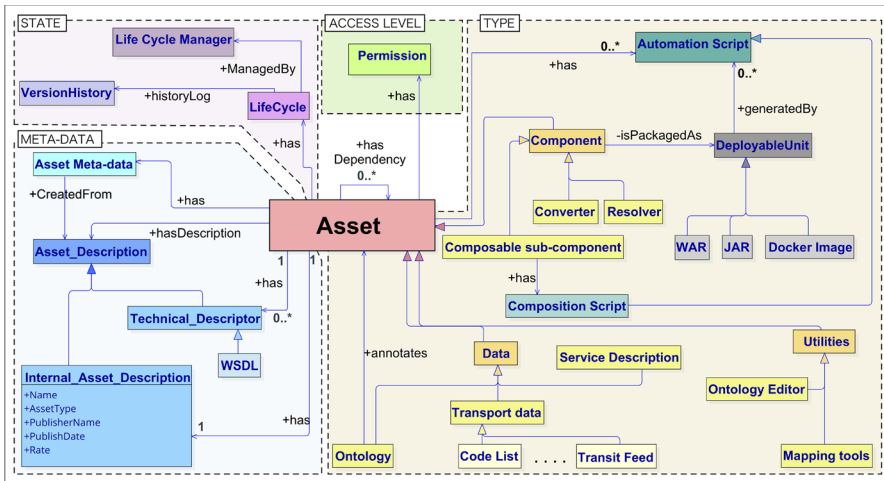 STATE
ACCESS LEVEL
TYPE
Life Cycle Manager
+ManagedBy
VersionHistory
+historyLog
LifeCycle
+has
Permission
+has
0..*
Automation Script
+has
0..*
+generatedBy
Component
-isPackagedAs
DeployableUnit
Converter
Resolver
WAR
JAR
Docker Image
Composable sub-component
+has
Composition Script
META-DATA
Asset Meta-data
+has
+CreatedFrom
+hasDescription
Asset_Description
+has
Dependency
0..*
Asset
1
1
+has
0..*
Technical_Descriptor
WSDL
Internal_Asset_Description
+Name
+AssetType
+PublisherName
+PublishDate
+Rate
+has
1
+annotates
Data
Service Description
Utilities
Ontology Editor
Transport data
Ontology
Code List
. . . .
Transit Feed
Mapping tools